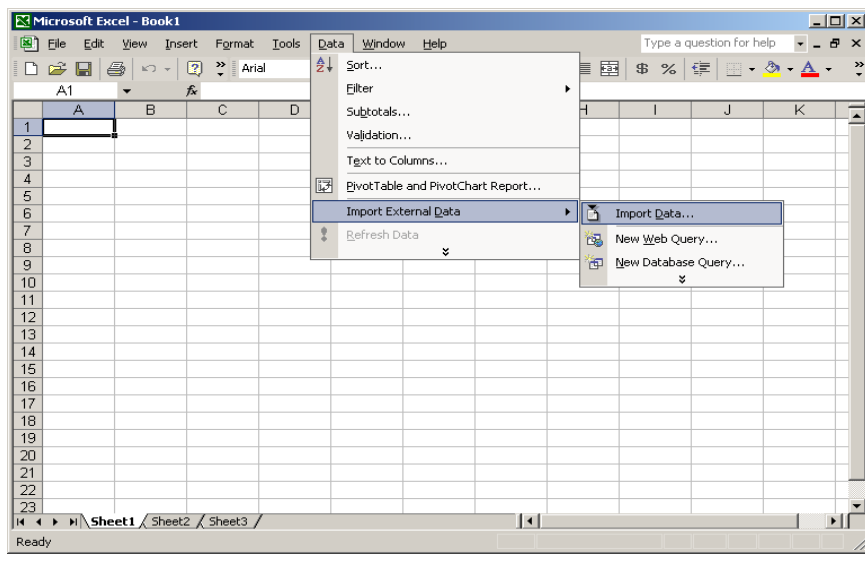 Microsoft Excel - Book1
File Edit View Insert Format Tools Data Window Help Type a question for help
Arial $ %
A1 fx
A B C D H I J K
Sort...
Filter
Subtotals...
Validation...
Text to Columns...
PivotTable and PivotChart Report...
Import External Data
Refresh Data
Import Data...
New Web Query...
New Database Query...
1
2
3
4
5
6
7
8
9
10
11
12
13
14
15
16
17
18
19
20
21
22
23
Sheet1 Sheet2 Sheet3
Ready